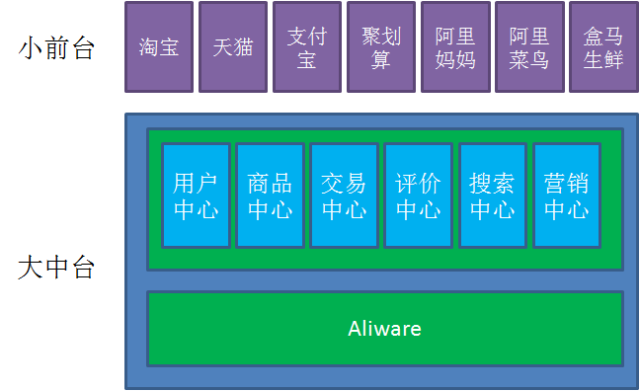 小前台
淘宝
天猫
支付
宝
聚划
算
阿里
妈妈
阿里
菜鸟
盒马
生鲜
大中台
用户
中心
商品
中心
交易
中心
评价
中心
搜索
中心
营销
中心
Aliware